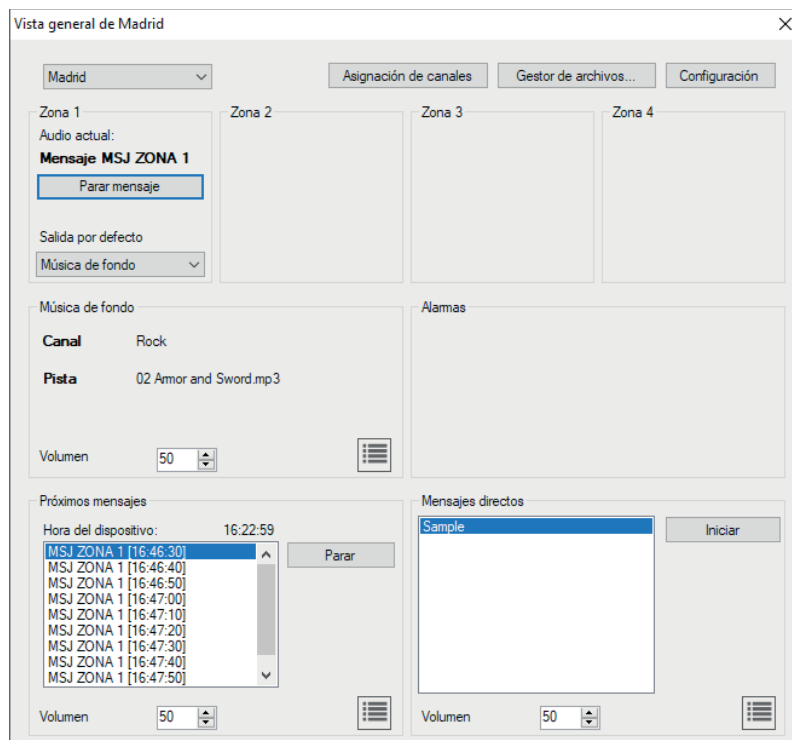 Vista general de Madrid
Madrid
Asignación de canales
Gestor de archivos...
Configuración
Zona 1
Audio actual:
Mensaje MSJ ZONA 1
Parar mensaje
Salida por defecto
Música de fondo
Zona 2
Zona 3
Zona 4
Música de fondo
Canal Rock
Pista 02 Armor and Sword.mp3
Volumen 50
Alarmas
Próximos mensajes
Hora del dispositivo: 16:22:59
MSJ ZONA 1 [16:46:30]
MSJ ZONA 1 [16:46:40]
MSJ ZONA 1 [16:46:50]
MSJ ZONA 1 [16:47:00]
MSJ ZONA 1 [16:47:10]
MSJ ZONA 1 [16:47:20]
MSJ ZONA 1 [16:47:30]
MSJ ZONA 1 [16:47:40]
MSJ ZONA 1 [16:47:50]
Parar
Volumen 50
Mensajes directos
Sample
Iniciar
Volumen 50